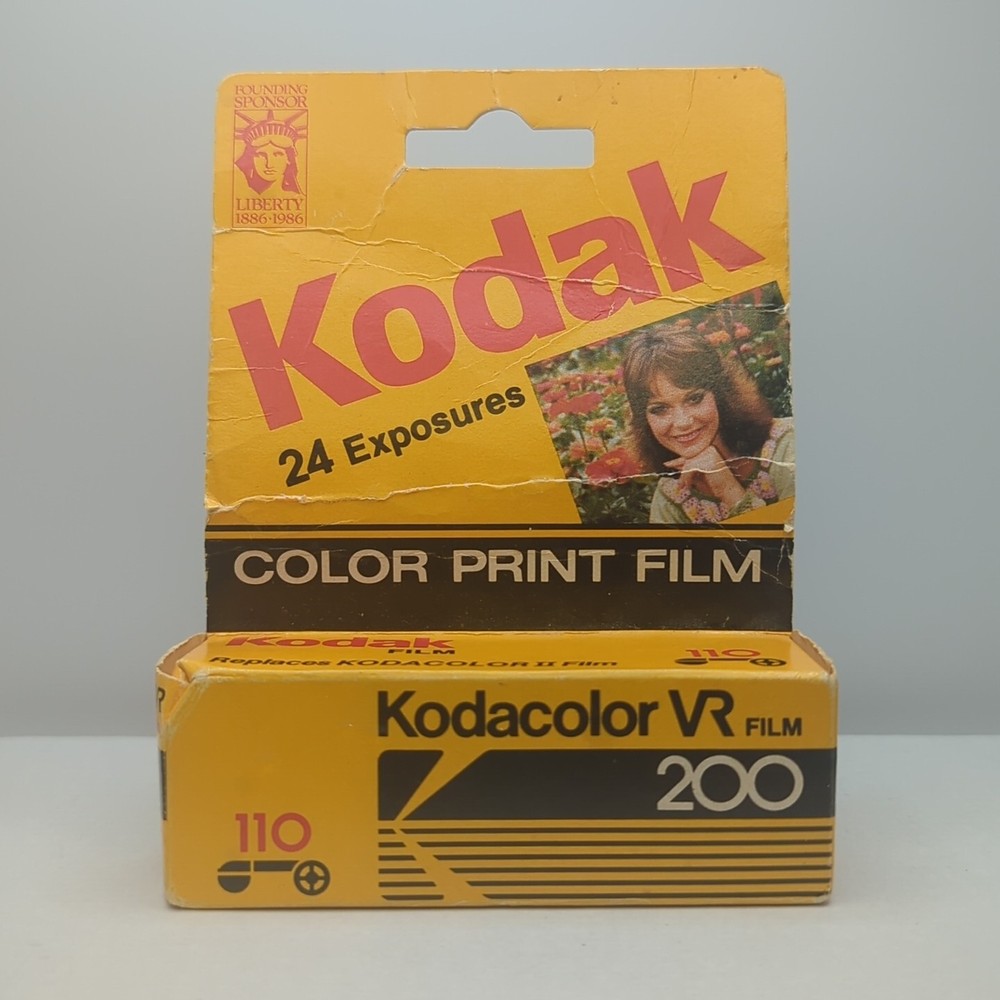 FOUNDING
SPONSOR
LIBERTY
1886·1986
Kodak
24 Exposures
COLOR PRINT FILM
Kodak
FILM
110
Replaces KODACOLOR II Film
Kodacolor VR FILM
200
110